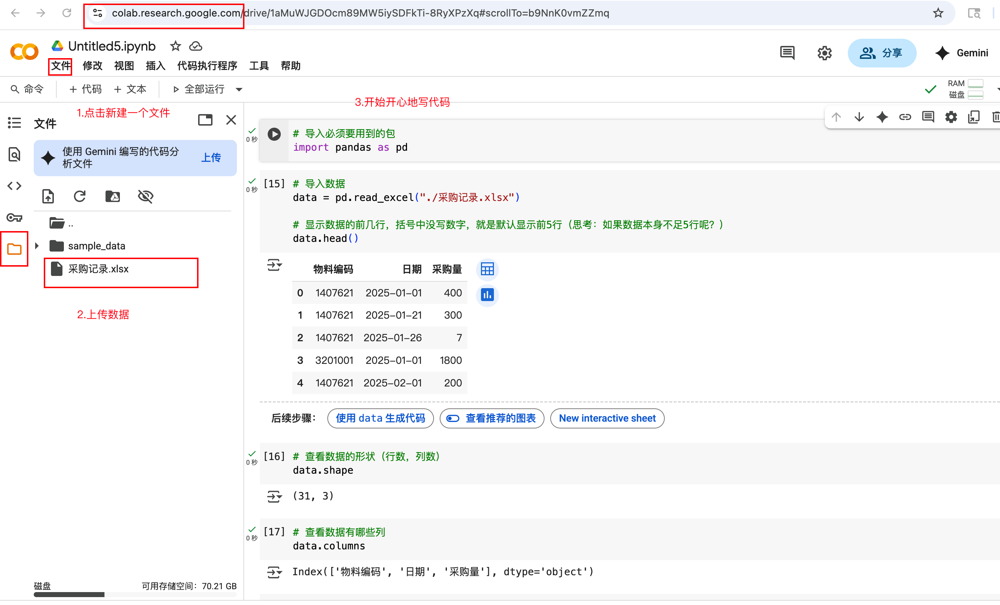 colab.research.google.com/drive/1aMuWJGDOcm89MW5iySDFkTi-8RyXPzXq#scrollTo=b9NnK0vmZZmq
CO
Untitled5.ipynb
文件 修改 视图 插入 代码执行程序 工具 帮助
分享
Gemini
命令 + 代码 + 文本 全部运行
RAM
磁盘
1.点击新建一个文件
3.开始开心地写代码
文件
使用 Gemini 编写的代码分
析文件
上传
..
sample_data
采购记录.xlsx
2.上传数据
磁盘 可用存储空间：70.21 GB
0 秒
# 导入必须要用到的包
import pandas as pd
0 秒
[15] # 导入数据
data = pd.read_excel("./采购记录.xlsx")
# 显示数据的前几行，括号中没写数字，就是默认显示前5行（思考：如果数据本身不足5行呢？）
data.head()
物料编码 日期 采购量
0 1407621 2025-01-01 400
1 1407621 2025-01-21 300
2 1407621 2025-01-26 7
3 3201001 2025-01-01 1800
4 1407621 2025-02-01 200
后续步骤： 使用 data 生成代码 查看推荐的图表 New interactive sheet
0 秒
[16] # 查看数据的形状（行数，列数）
data.shape
(31, 3)
0 秒
[17] # 查看数据有哪些列
data.columns
Index(['物料编码', '日期', '采购量'], dtype='object')